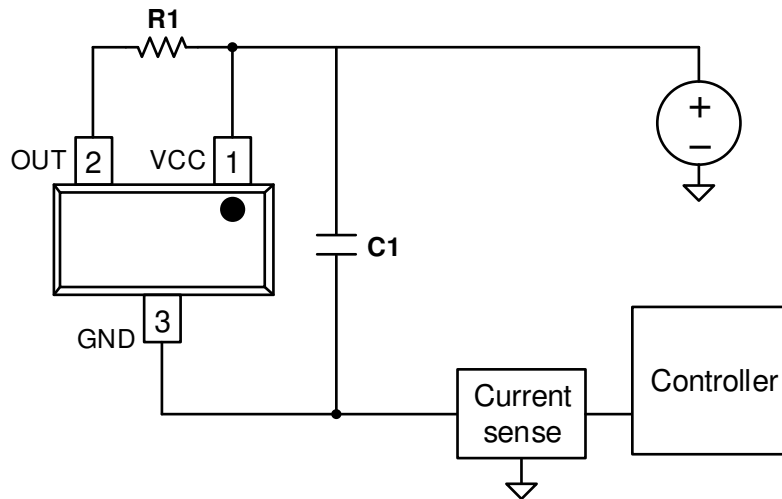 R1
+
−
OUT
2
VCC
1
C1
3
GND
Current
sense
Controller